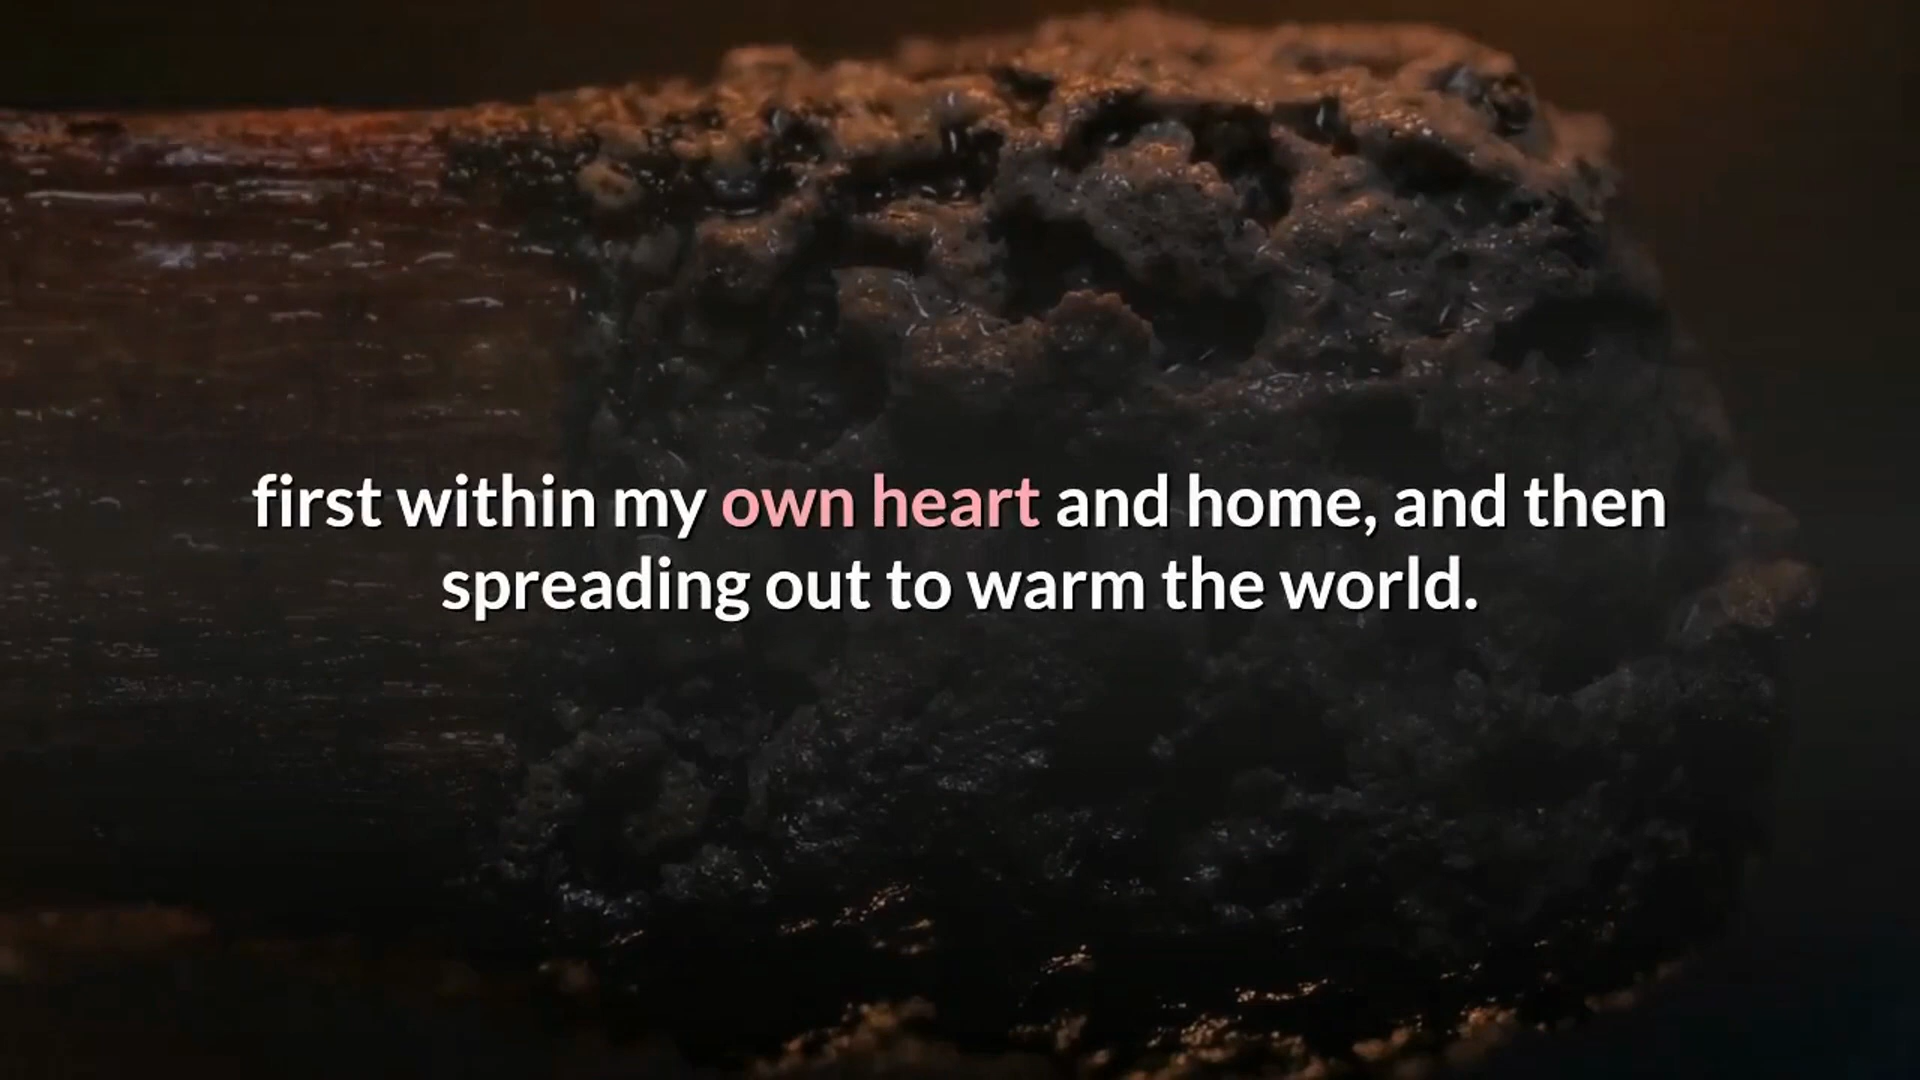 first within my own heart and home, and then
spreading out to warm the world.